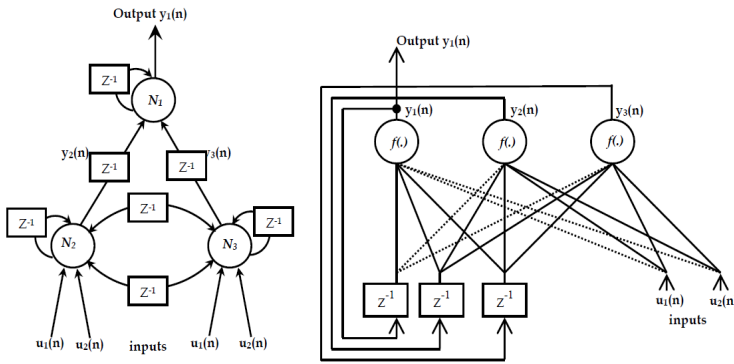 Output y₁(n)
Z⁻¹
N₁
y₂(n)
Z⁻¹
Z⁻¹
y₃(n)
Z⁻¹
Z⁻¹
N₂
N₃
Z⁻¹
Z⁻¹
u₁(n)
u₂(n)
inputs
u₁(n)
u₂(n)
Output y₁(n)
y₁(n)
y₂(n)
y₃(n)
f(.)
f(.)
f(.)
Z⁻¹
Z⁻¹
Z⁻¹
u₁(n)
u₂(n
inputs